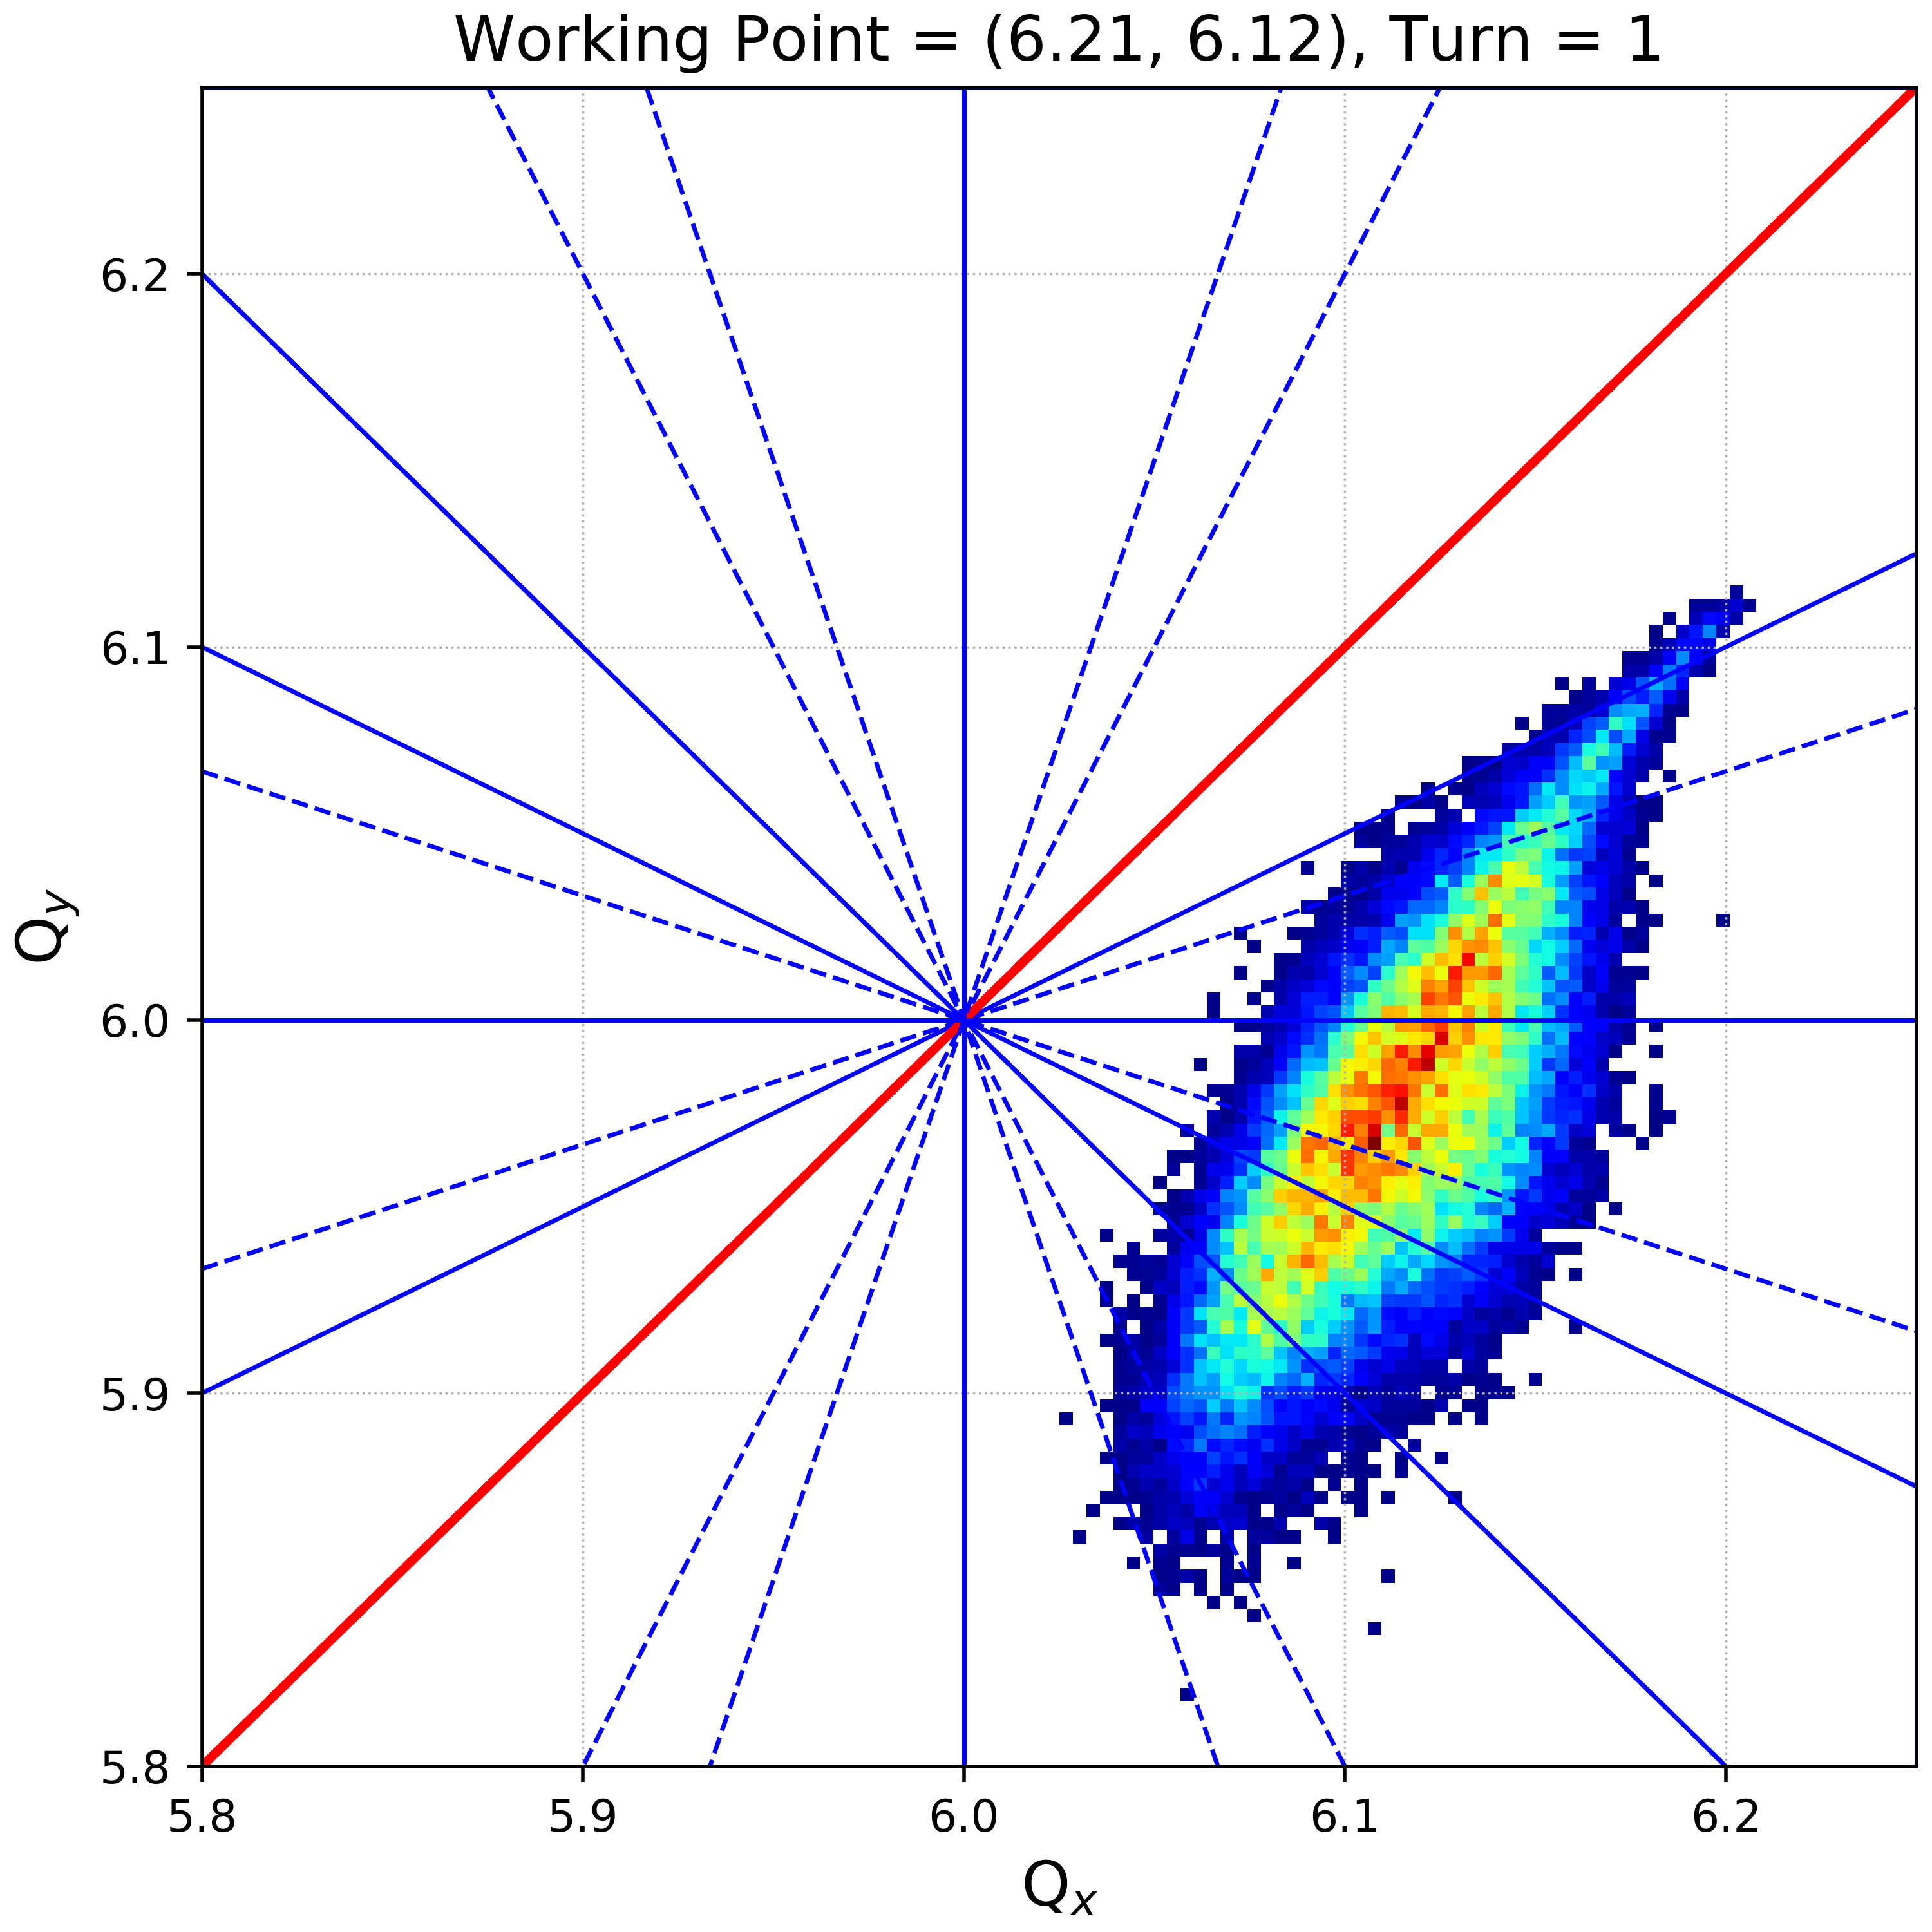 Working Point = (6.21, 6.12), Turn = 1
6.2
6.1
6.0
5.9
5.8
Qy
5.8 5.9 6.0 6.1 6.2
Qx